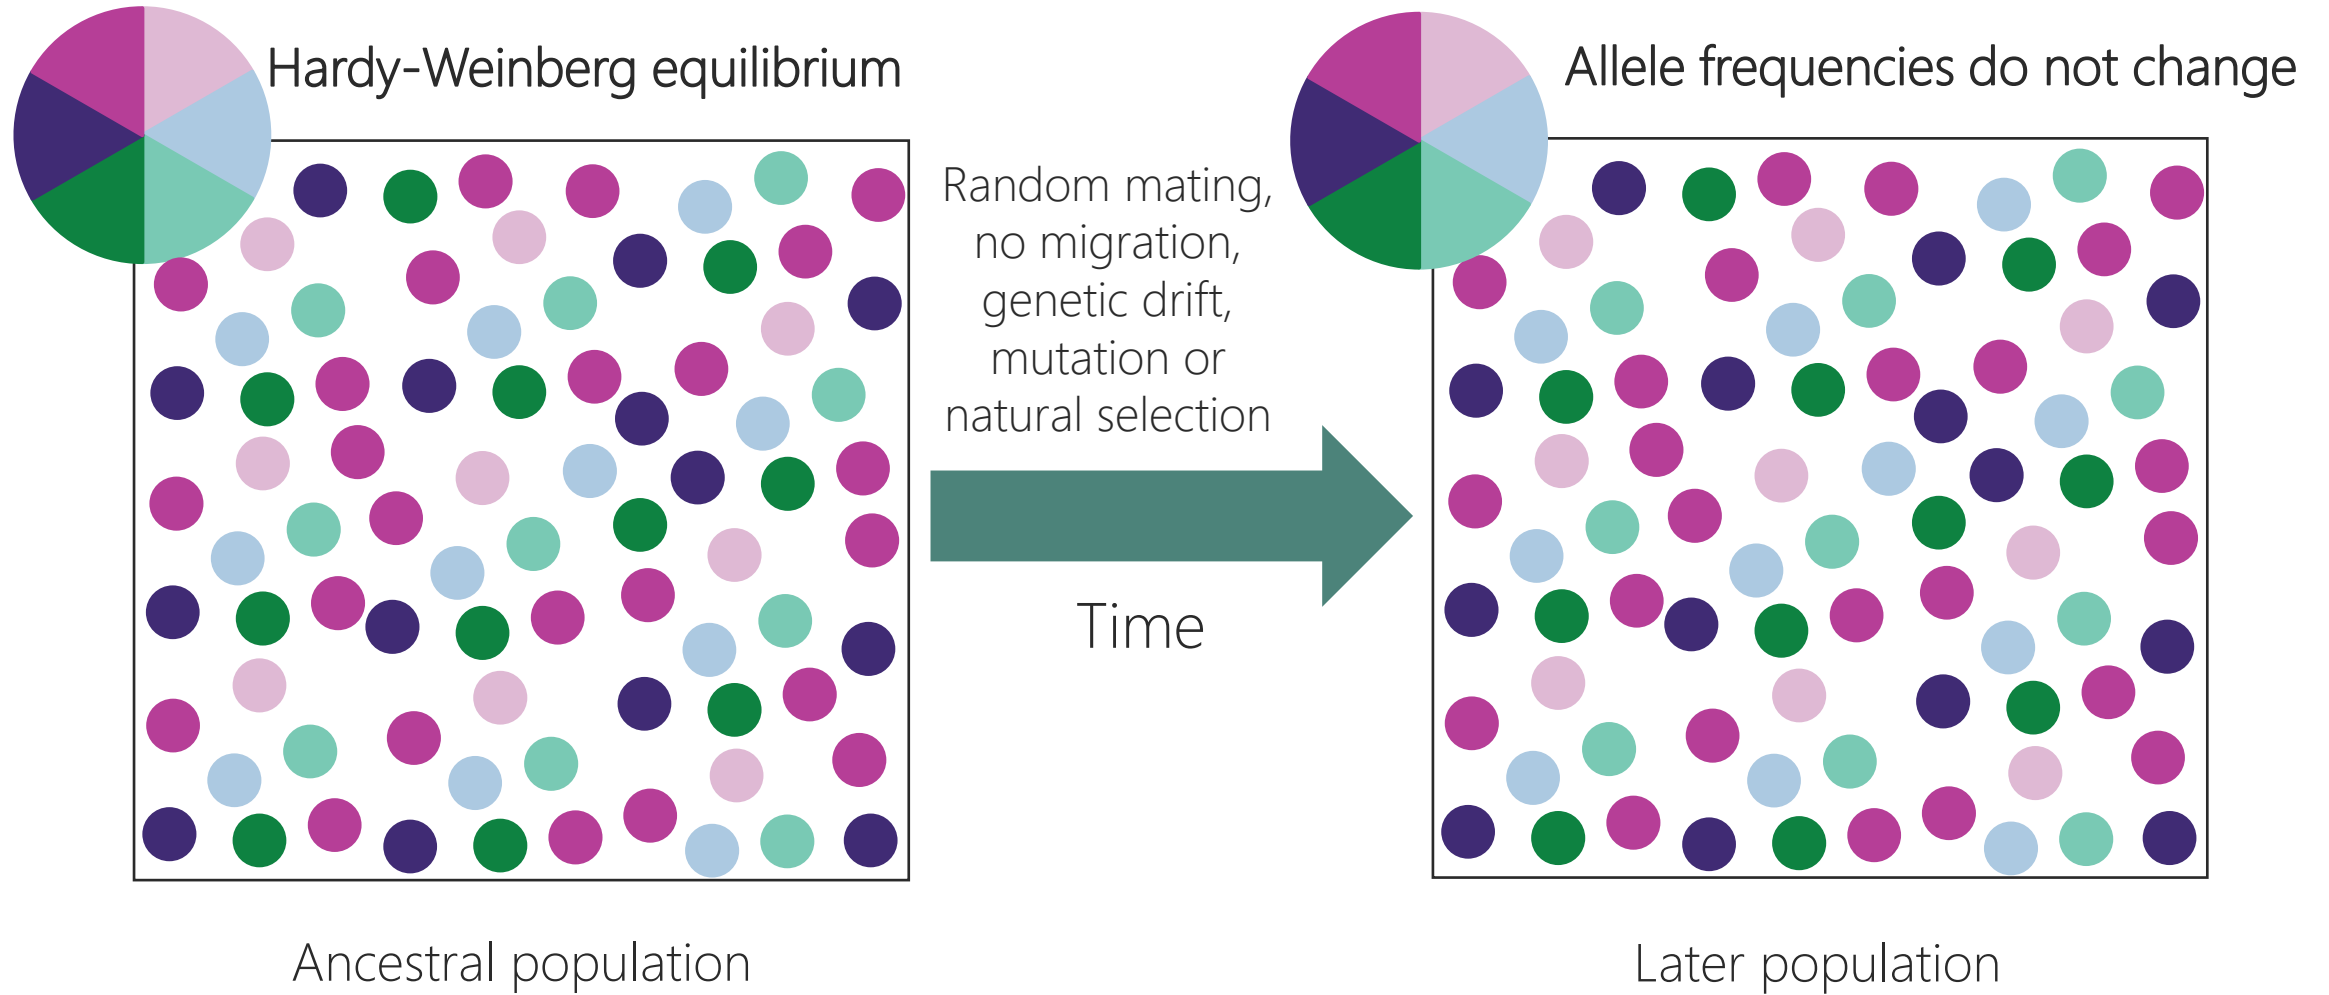 Hardy-Weinberg equilibrium
Allele frequencies do not change
Random mating,
no migration,
genetic drift,
mutation or
natural selection
Time
Ancestral population
Later population